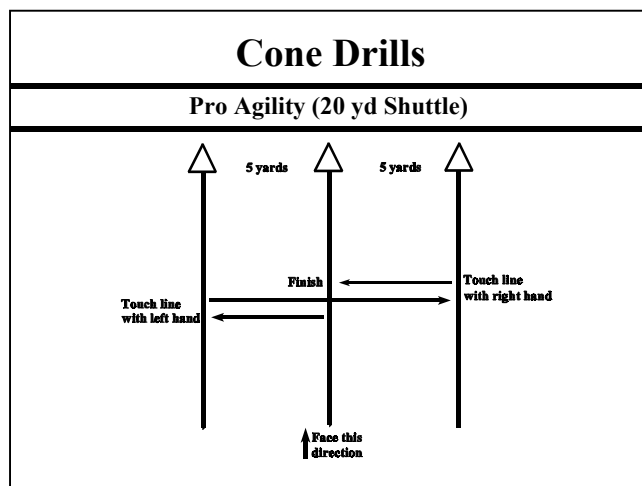 Cone Drills
Pro Agility (20 yd Shuttle)
5 yards
5 yards
Finish
Touch line
with right hand
Touch line
with left hand
Face this
direction